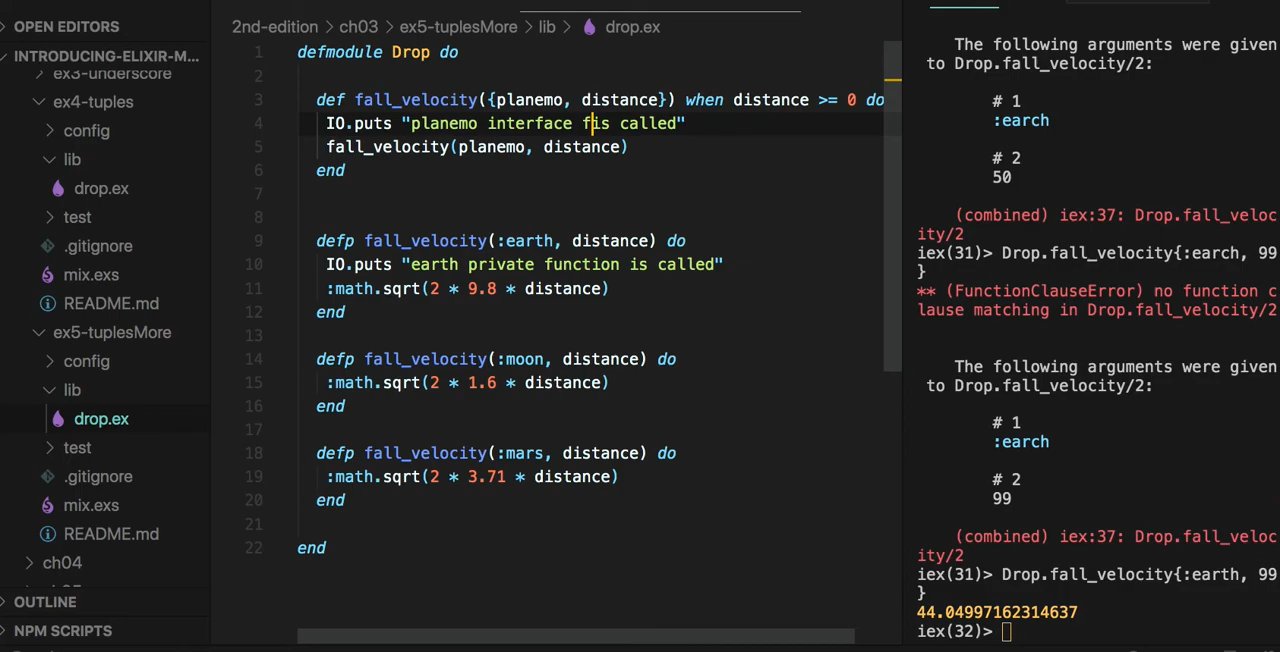 OPEN EDITORS
INTRODUCING-ELIXIR-M...
ex3-underscore
ex4-tuples
config
lib
drop.ex
test
.gitignore
mix.exs
README.md
ex5-tuplesMore
config
lib
drop.ex
test
.gitignore
mix.exs
README.md
ch04
OUTLINE
NPM SCRIPTS
2nd-edition > ch03 > ex5-tuplesMore > lib > drop.ex
1 defmodule Drop do
2
3 def fall_velocity({planemo, distance}) when distance >= 0 do
4 IO.puts "planemo interface fis called"
5 fall_velocity(planemo, distance)
6 end
7
8
9 defp fall_velocity(:earth, distance) do
10 IO.puts "earth private function is called"
11 :math.sqrt(2 * 9.8 * distance)
12 end
13
14 defp fall_velocity(:moon, distance) do
15 :math.sqrt(2 * 1.6 * distance)
16 end
17
18 defp fall_velocity(:mars, distance) do
19 :math.sqrt(2 * 3.71 * distance)
20 end
21
22 end
The following arguments were given
to Drop.fall_velocity/2:
# 1
:earch
# 2
50
(combined) iex:37: Drop.fall_veloc
ity/2
iex(31)> Drop.fall_velocity{:earch, 99
}
** (FunctionClauseError) no function c
lause matching in Drop.fall_velocity/2
The following arguments were given
to Drop.fall_velocity/2:
# 1
:earch
# 2
99
(combined) iex:37: Drop.fall_veloc
ity/2
iex(31)> Drop.fall_velocity{:earth, 99
}
44.04997162314637
iex(32)>